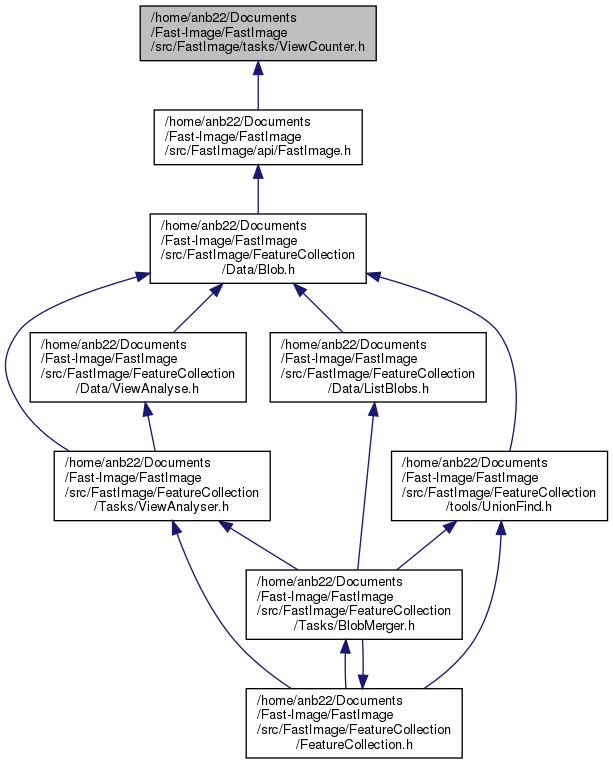 /home/anb22/Documents
/Fast-Image/FastImage
/src/FastImage/tasks/ViewCounter.h
/home/anb22/Documents
/Fast-Image/FastImage
/src/FastImage/api/FastImage.h
/home/anb22/Documents
/Fast-Image/FastImage
/src/FastImage/FeatureCollection
/Data/Blob.h
/home/anb22/Documents
/Fast-Image/FastImage
/src/FastImage/FeatureCollection
/Data/ViewAnalyse.h
/home/anb22/Documents
/Fast-Image/FastImage
/src/FastImage/FeatureCollection
/Data/ListBlobs.h
/home/anb22/Documents
/Fast-Image/FastImage
/src/FastImage/FeatureCollection
/Tasks/ViewAnalyser.h
/home/anb22/Documents
/Fast-Image/FastImage
/src/FastImage/FeatureCollection
/tools/UnionFind.h
/home/anb22/Documents
/Fast-Image/FastImage
/src/FastImage/FeatureCollection
/Tasks/BlobMerger.h
/home/anb22/Documents
/Fast-Image/FastImage
/src/FastImage/FeatureCollection
/FeatureCollection.h